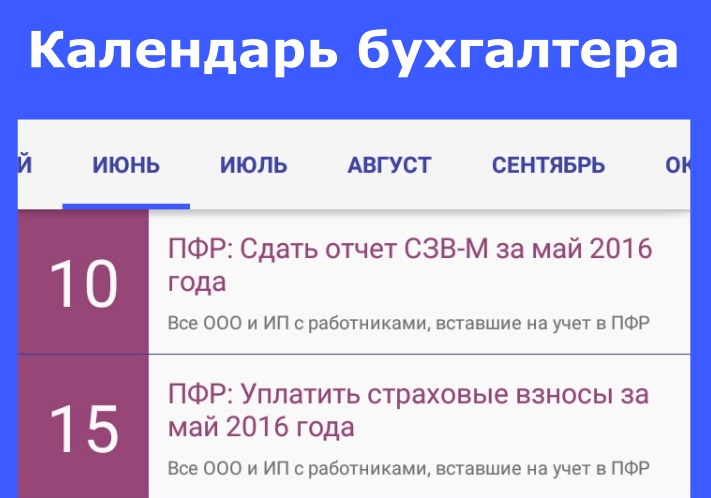 Календарь бухгалтера
Й ИЮНЬ ИЮЛЬ АВГУСТ СЕНТЯБРЬ ОК
10
ПФР: Сдать отчет СЗВ-М за май 2016
года
Все ООО и ИП с работниками, вставшие на учет в ПФР
15
ПФР: Уплатить страховые взносы за
май 2016 года
Все ООО и ИП с работниками, вставшие на учет в ПФР